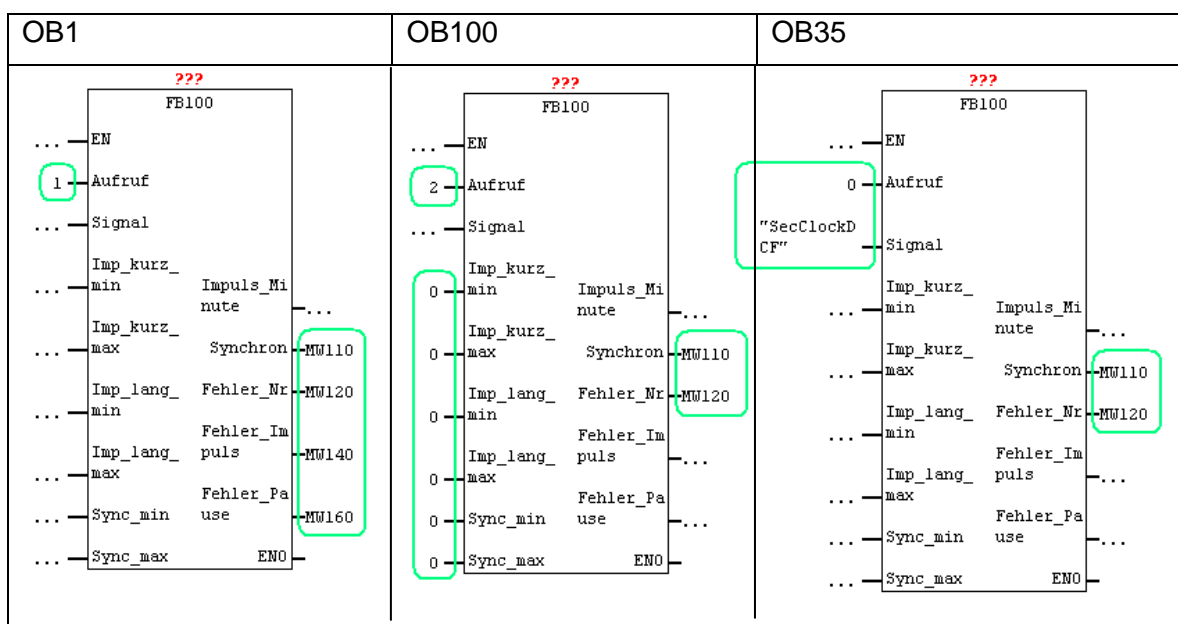 OB1
???
FB100
... EN
1 Aufruf
... Signal
Imp_kurz_
... min Impuls_Mi
nute ...
Imp_kurz_
... max Synchron MW110
Imp_lang_ Fehler_Nr MW120
... min
Fehler_Im
Imp_lang_ puls MW140
... max
Fehler_Pa
... Sync_min use MW160
... Sync_max ENO
OB100
???
FB100
... EN
2 Aufruf
... Signal
Imp_kurz_
0 min Impuls_Mi
nute ...
Imp_kurz_
0 max Synchron MW110
Imp_lang_ Fehler_Nr MW120
0 min
Fehler_Im
Imp_lang_ puls ...
0 max
Fehler_Pa
0 Sync_min use ...
0 Sync_max ENO
OB35
???
FB100
... EN
0 Aufruf
"SecClockD
CF" Signal
Imp_kurz_
... min Impuls_Mi
nute ...
Imp_kurz_
... max Synchron MW110
Imp_lang_ Fehler_Nr MW120
... min
Fehler_Im
Imp_lang_ puls ...
... max
Fehler_Pa
... Sync_min use ...
... Sync_max ENO